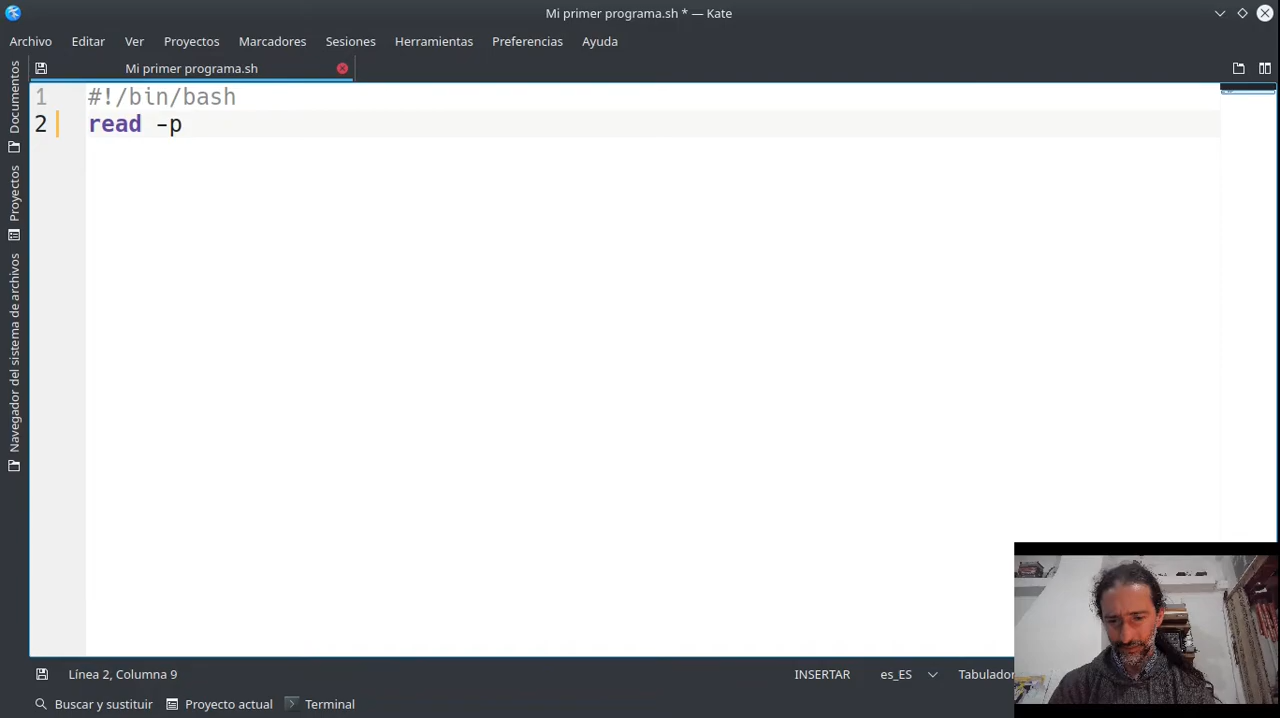 Mi primer programa.sh * — Kate
Archivo Editar Ver Proyectos Marcadores Sesiones Herramientas Preferencias Ayuda
Mi primer programa.sh
Documentos
Proyectos
Navegador del sistema de archivos
1 #!/bin/bash
2 read -p
Línea 2, Columna 9 INSERTAR es_ES Tabulador
Buscar y sustituir Proyecto actual Terminal